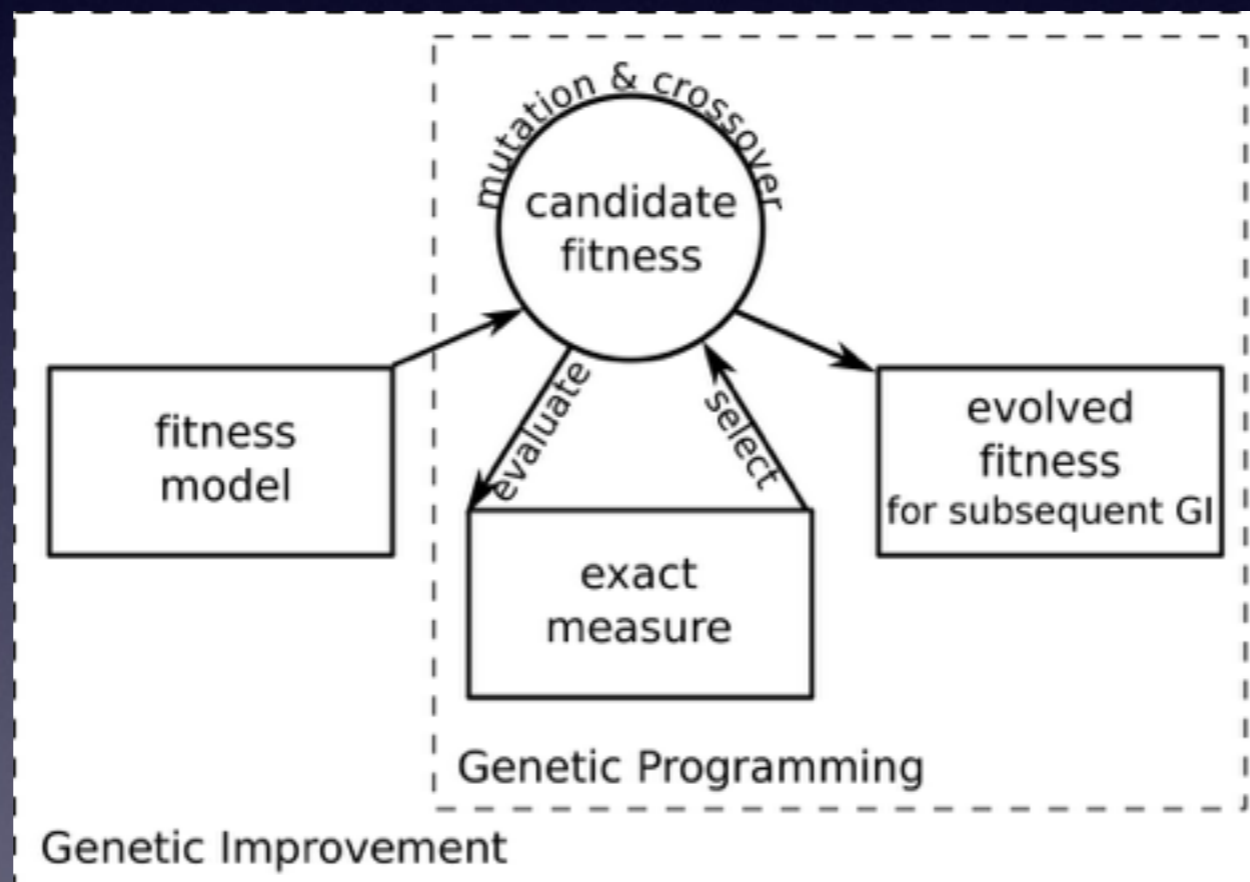 mutation & crossover
candidate
fitness
fitness
model
evaluate
select
evolved
fitness
for subsequent GI
exact
measure
Genetic Programming
Genetic Improvement